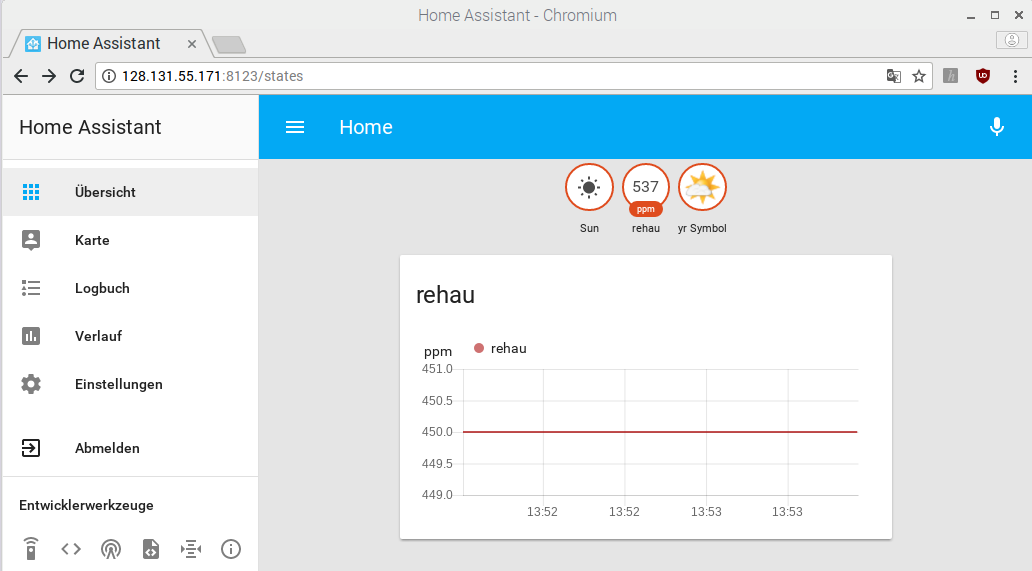 Home Assistant - Chromium
Home Assistant
128.131.55.171:8123/states
Home Assistant
Home
Übersicht
Karte
Logbuch
Verlauf
Einstellungen
Abmelden
Entwicklerwerkzeuge
537
ppm
Sun
rehau
yr Symbol
rehau
ppm
rehau
451.0
450.5
450.0
449.5
449.0
13:52
13:52
13:53
13:53